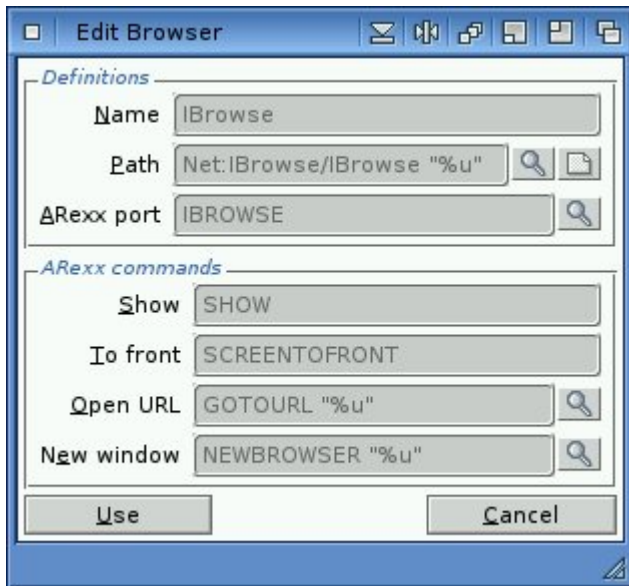 Edit Browser
Definitions
Name IBrowse
Path Net:IBrowse/IBrowse "%u"
ARexx port IBROWSE
ARexx commands
Show SHOW
To front SCREENTOFRONT
Open URL GOTOURL "%u"
New window NEWBROWSER "%u"
Use Cancel